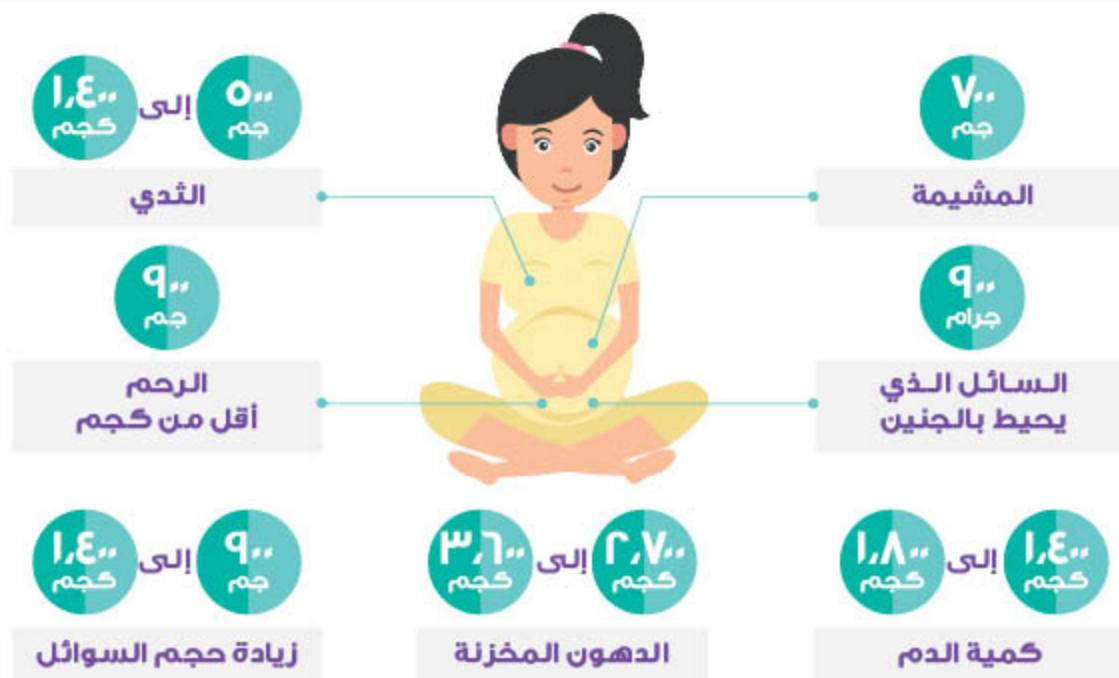 ٧٠٠
جم
المشيمة
٥٠٠
جم
إلى
١,٤٠٠
كجم
الثدي
٩٠٠
جرام
السائل الذي
يحيط بالجنين
٩٠٠
جم
الرحم
أقل من كجم
١,٤٠٠
كجم
إلى
١,٨٠٠
كجم
كمية الدم
٢,٧٠٠
كجم
إلى
٣,٦٠٠
كجم
الدهون المخزنة
٩٠٠
جم
إلى
١,٤٠٠
كجم
زيادة حجم السوائل